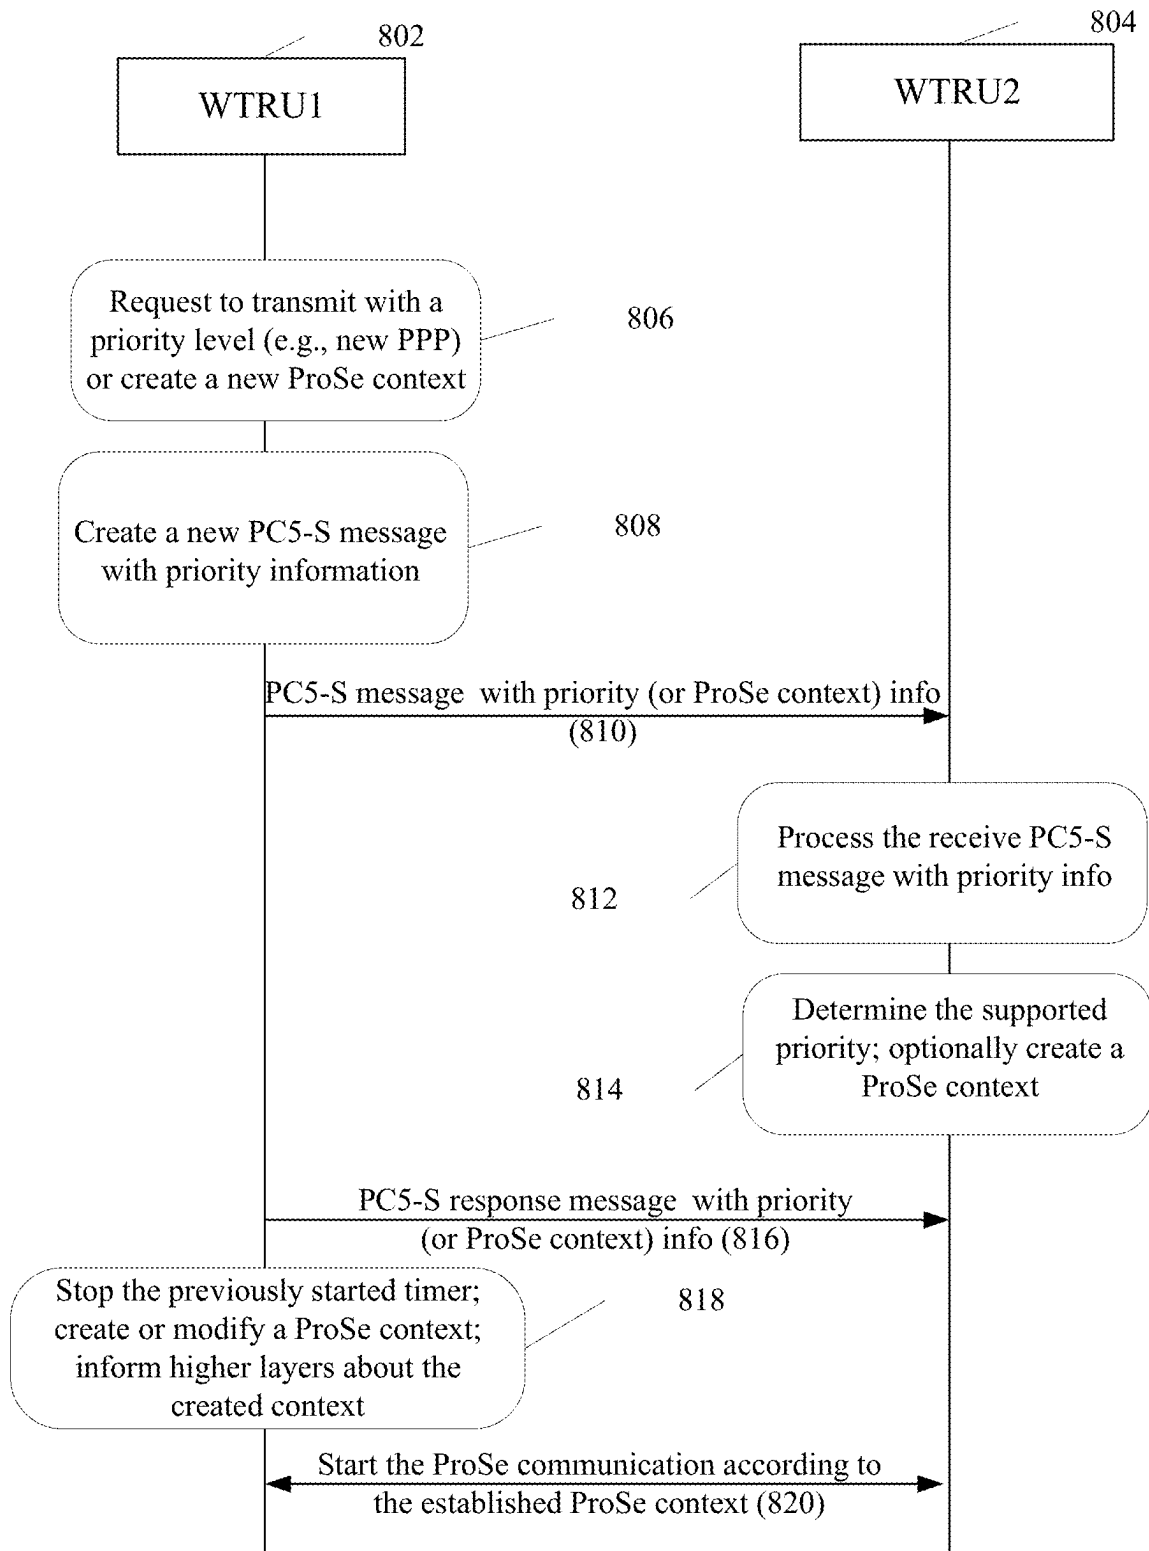 802
804
WTRU1
WTRU2
Request to transmit with a
priority level (e.g., new PPP)
or create a new ProSe context
806
Create a new PC5-S message
with priority information
808
PC5-S message with priority (or ProSe context) info
(810)
Process the receive PC5-S
message with priority info
812
Determine the supported
priority; optionally create a
ProSe context
814
PC5-S response message with priority
(or ProSe context) info (816)
Stop the previously started timer;
create or modify a ProSe context;
inform higher layers about the
created context
818
Start the ProSe communication according to
the established ProSe context (820)